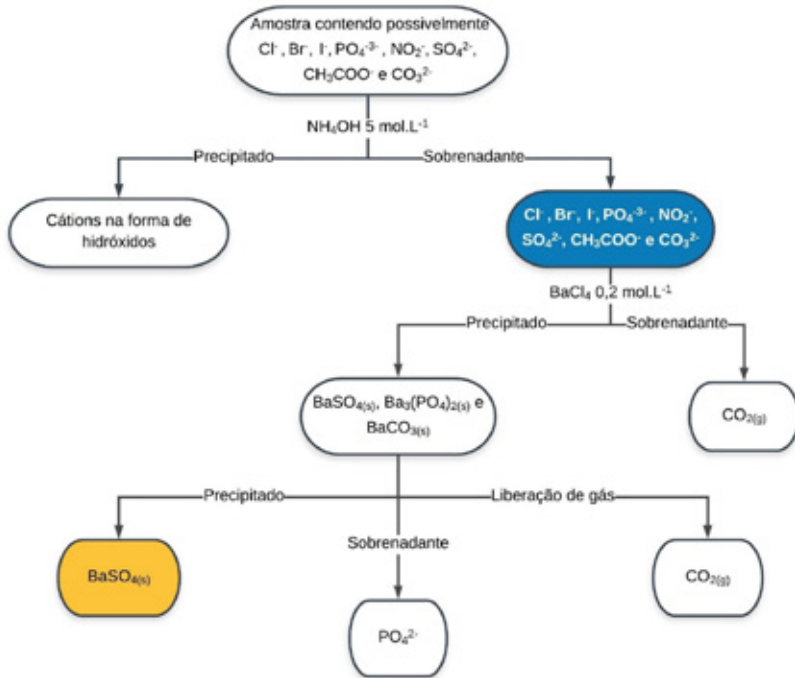 Amostra contendo possivelmente
Cl⁻, Br⁻, I⁻, PO₄⁻³⁻, NO₂⁻, SO₄²⁻,
CH₃COO⁻ e CO₃²⁻
NH₄OH 5 mol.L⁻¹
Precipitado
Sobrenadante
Cátions na forma de
hidróxidos
Cl⁻, Br⁻, I⁻, PO₄⁻³⁻, NO₂⁻,
SO₄²⁻, CH₃COO⁻ e CO₃²⁻
BaCl₄ 0,2 mol.L⁻¹
Precipitado
Sobrenadante
BaSO₄₍ₛ₎, Ba₃(PO₄)₂₍ₛ₎ e
BaCO₃₍ₛ₎
CO₂₍g₎
Precipitado
Liberação de gás
Sobrenadante
BaSO₄₍ₛ₎
CO₂₍g₎
PO₄²⁻